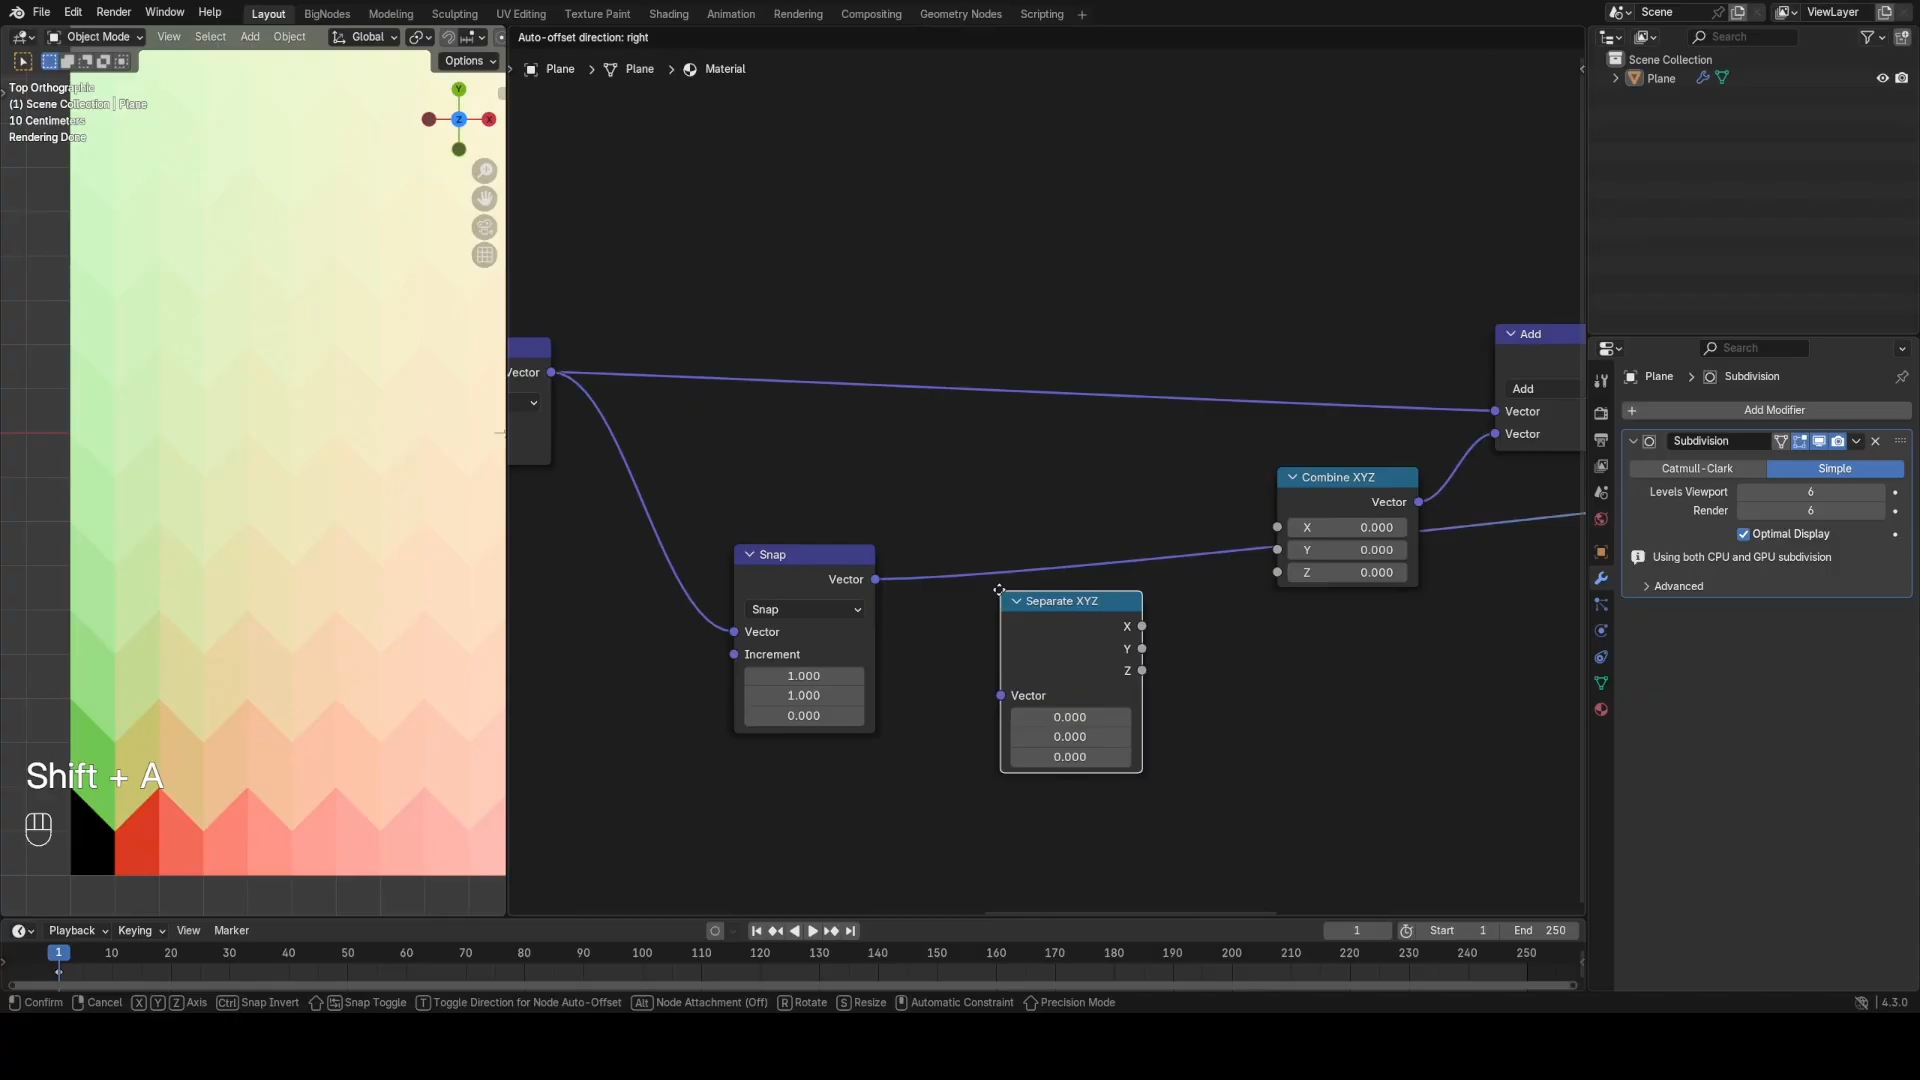 File Edit Render Window Help Layout BigNodes Modeling Sculpting UV Editing Texture Paint Shading Animation Rendering Compositing Geometry Nodes Scripting + Scene ViewLayer
Object Mode View Select Add Object Global Auto-offset direction: right Search
Options
Plane > Plane > Material
Scene Collection
Plane
Top Orthographic
(1) Scene Collection | Plane
10 Centimeters
Rendering Done
Y
Z X
Vector
Add
Add
Vector
Vector
Combine XYZ
Vector
X 0.000
Y 0.000
Z 0.000
Snap
Vector
Snap
Vector
Increment
1.000
1.000
0.000
Separate XYZ
X
Y
Z
Vector
0.000
0.000
0.000
Search
Plane > Subdivision
+ Add Modifier
Subdivision
Catmull-Clark Simple
Levels Viewport 6
Render 6
Optimal Display
Using both CPU and GPU subdivision
Advanced
Shift + A
Playback Keying View Marker 1 Start 1 End 250
1 10 20 30 40 50 60 70 80 90 100 110 120 130 140 150 160 170 180 190 200 210 220 230 240 250
Confirm Cancel X Y Z Axis Ctrl Snap Invert Snap Toggle T Toggle Direction for Node Auto-Offset Alt Node Attachment (Off) R Rotate S Resize Automatic Constraint Precision Mode 4.3.0